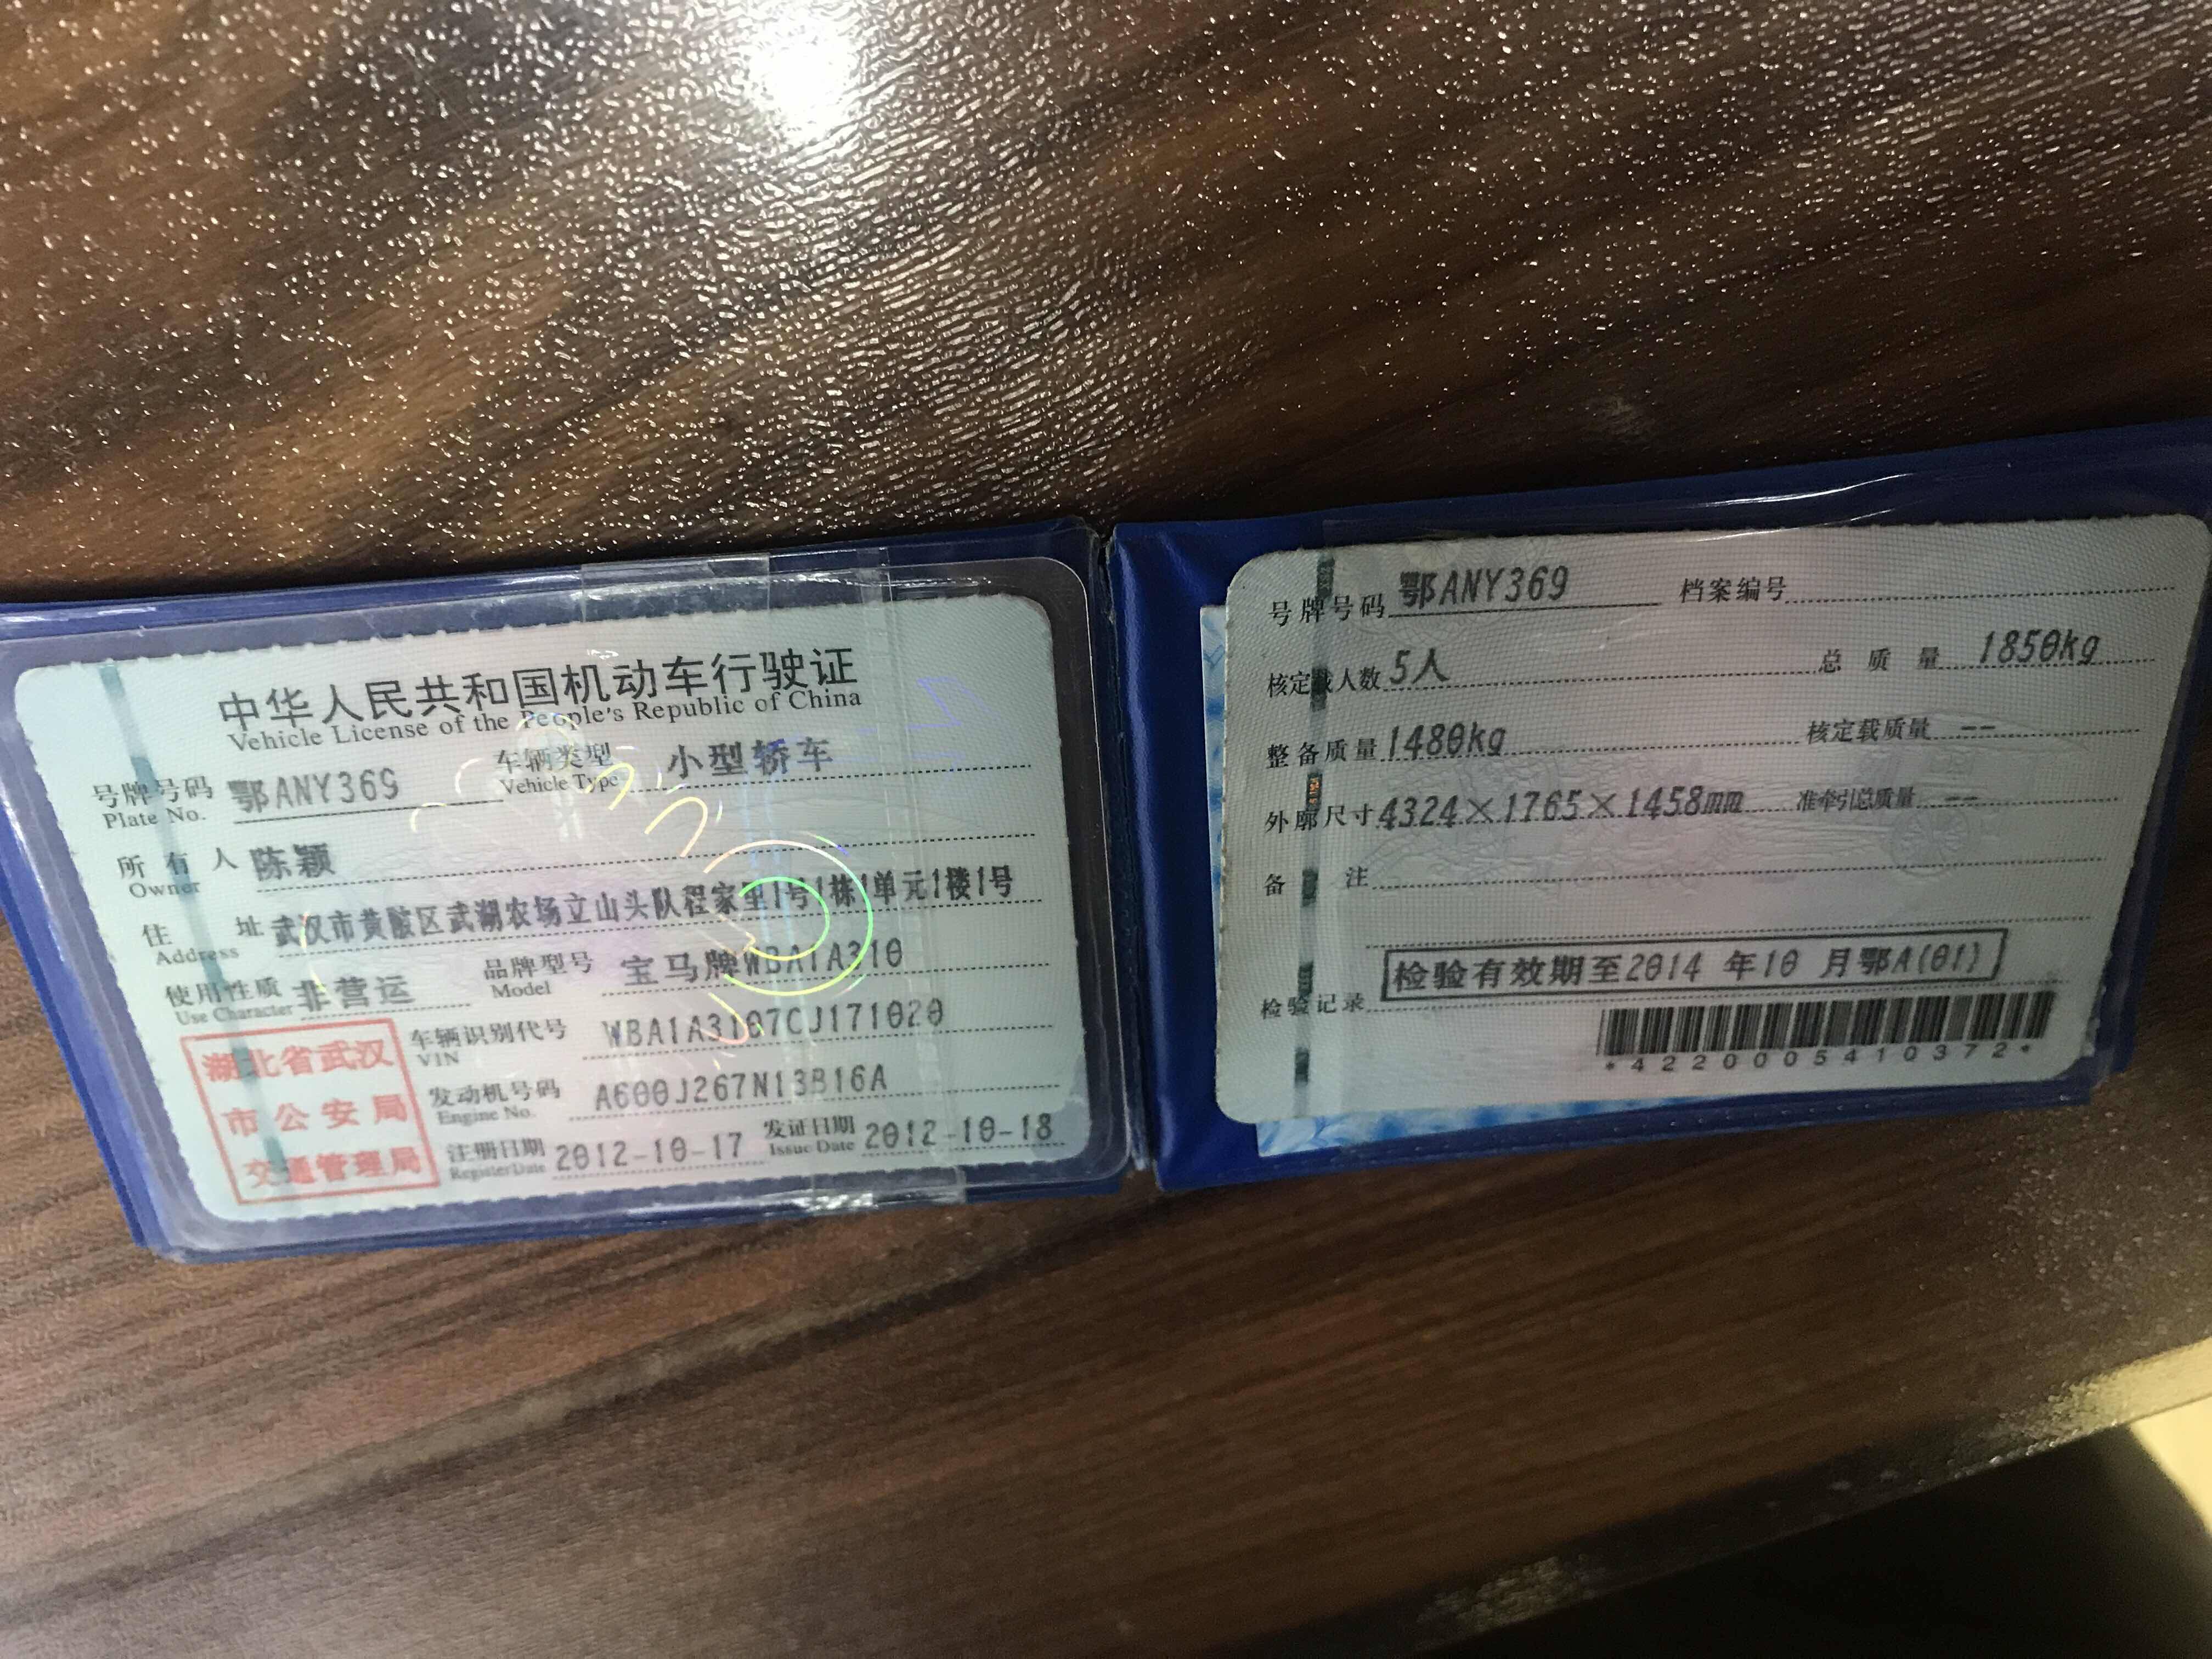 中华人民共和国机动车行驶证
Vehicle License of the People's Republic of China
号牌号码 鄂ANY369 车辆类型 小型轿车
Plate No. Vehicle Type
所有人 陈颖
Owner
住址 武汉市黄陂区武湖农场立山头队程家里1号1栋1单元1楼1号
Address
使用性质 非营运 品牌型号 宝马牌WBA1A310
Use Character Model
湖北省武汉
市公安局
交通管理局
车辆识别代号 WBA1A3107CJ171020
VIN
发动机号码 A600J267N13B16A
Engine No.
注册日期 2012-10-17 发证日期 2012-10-18
Register Date Issue Date
号牌号码 鄂ANY369 档案编号
核定载人数 5人 总质量 1850kg
整备质量 1480kg 核定载质量 --
外廓尺寸 4324×1765×1458mm 准牵引总质量 --
备注
检验有效期至2014年10月鄂A(01)
检验记录
*4220005410372*